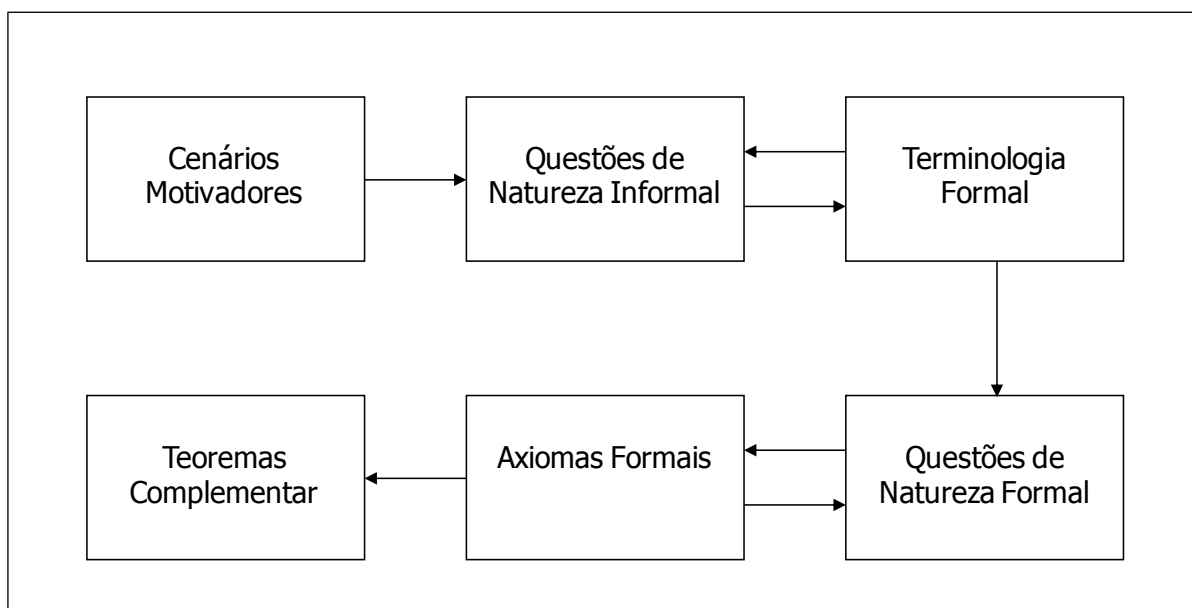 Cenários
Motivadores
Questões de
Natureza Informal
Terminologia
Formal
Teoremas
Complementar
Axiomas Formais
Questões de
Natureza Formal